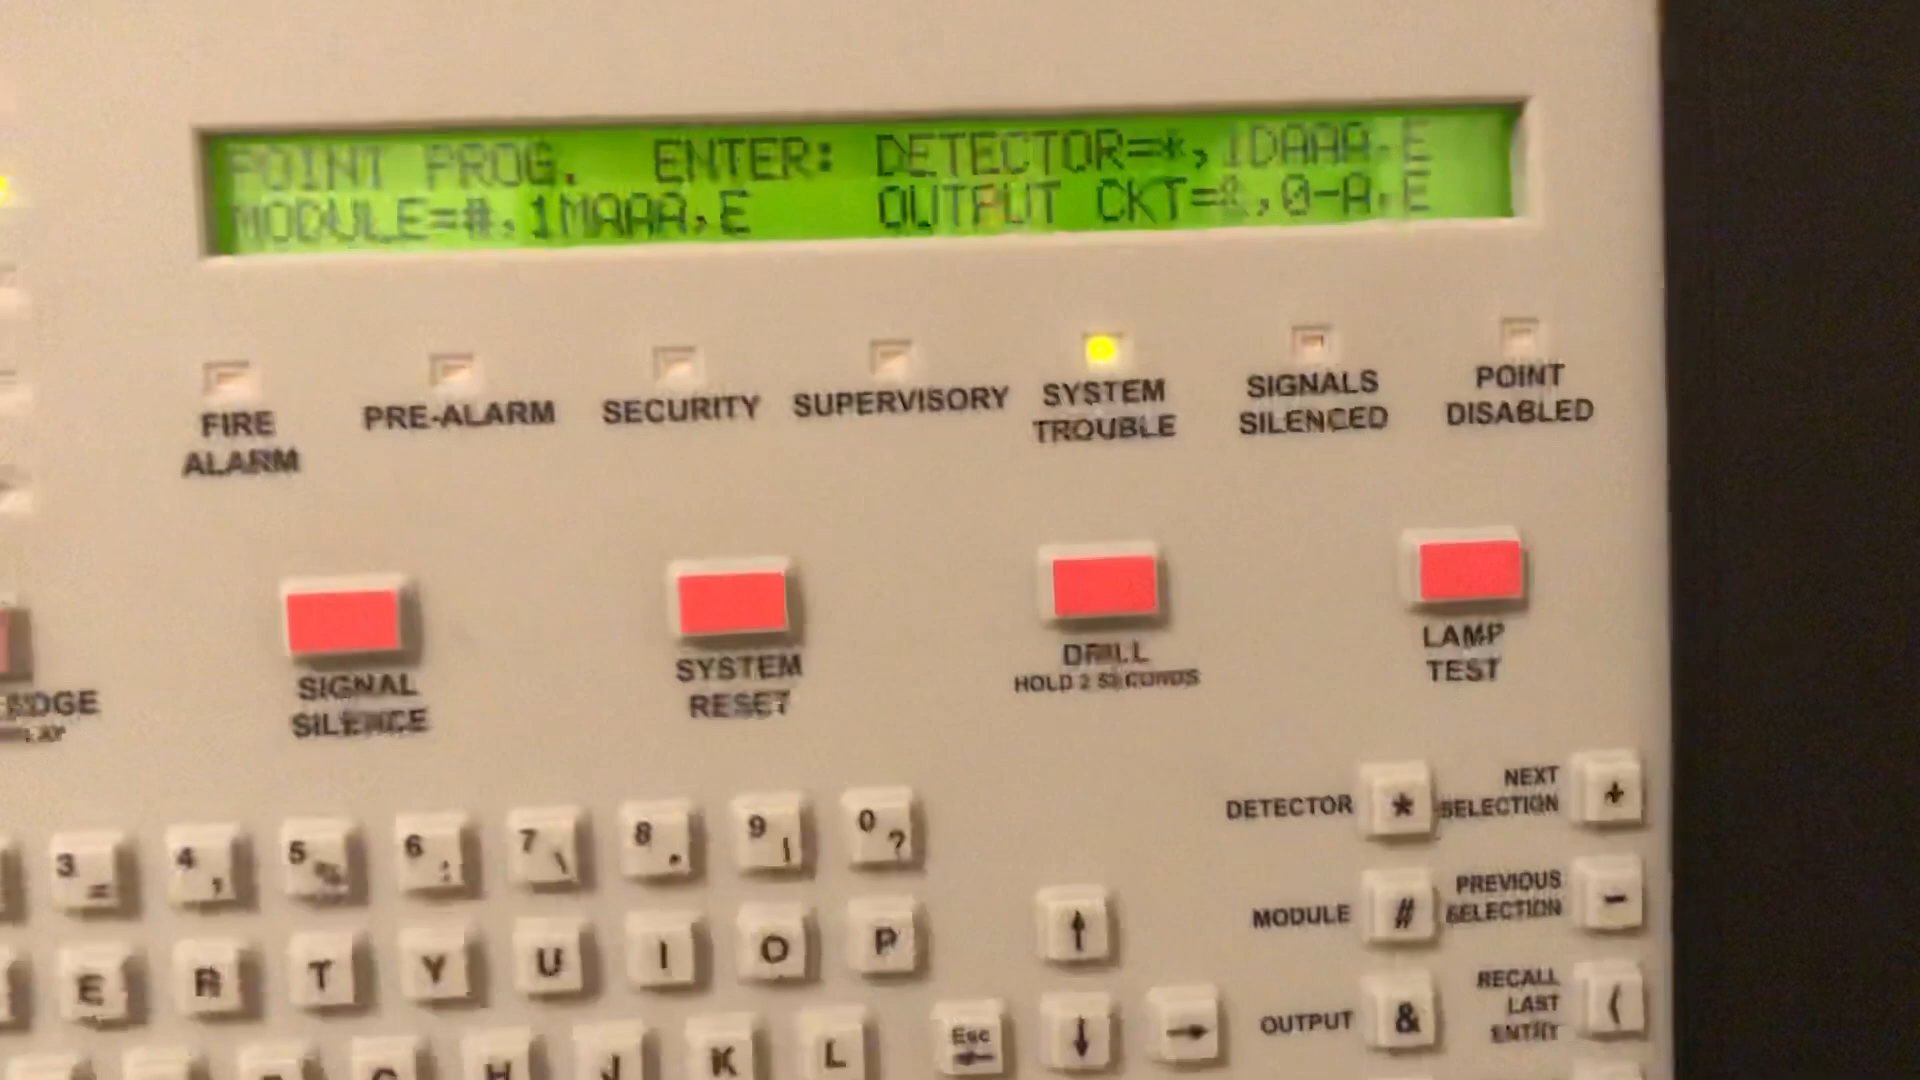 POINT PROG. ENTER: DETECTOR=*,1DAAA,E
MODULE=#,1MAAA,E OUTPUT CKT=&,0-A,E
FIRE ALARM
PRE-ALARM
SECURITY
SUPERVISORY
SYSTEM TROUBLE
SIGNALS SILENCED
POINT DISABLED
SIGNAL SILENCE
SYSTEM RESET
DRILL
HOLD 2 SECONDS
LAMP TEST
DETECTOR *
NEXT SELECTION +
3 =
4 ,
5 %
6 :
7 \
8 .
9 |
0 ?
MODULE #
PREVIOUS SELECTION -
E R T Y U I O P
↑
OUTPUT &
RECALL LAST ENTRY (
H J K L
Esc ←
↓
→